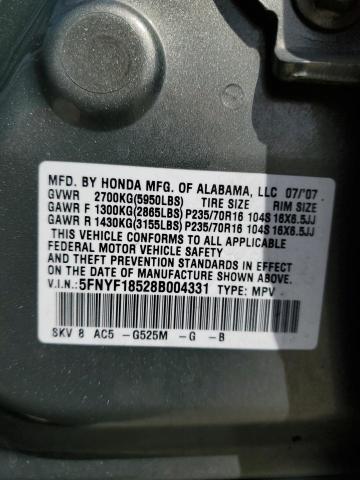 MFD. BY HONDA MFG. OF ALABAMA, LLC 07/'07
GVWR 2700KG(5950LBS) TIRE SIZE RIM SIZE
GAWR F 1300KG(2865LBS) P235/70R16 104S 16X6.5JJ
GAWR R 1430KG(3155LBS) P235/70R16 104S 16X6.5JJ
THIS VEHICLE CONFORMS TO ALL APPLICABLE
FEDERAL MOTOR VEHICLE SAFETY AND
THEFT PREVENTION STANDARDS IN EFFECT ON
THE DATE OF MANUFACTURE SHOWN ABOVE.
V.I.N.:5FNYF18528B004331 TYPE: MPV
SKV 8 AC5 -G525M -G -B